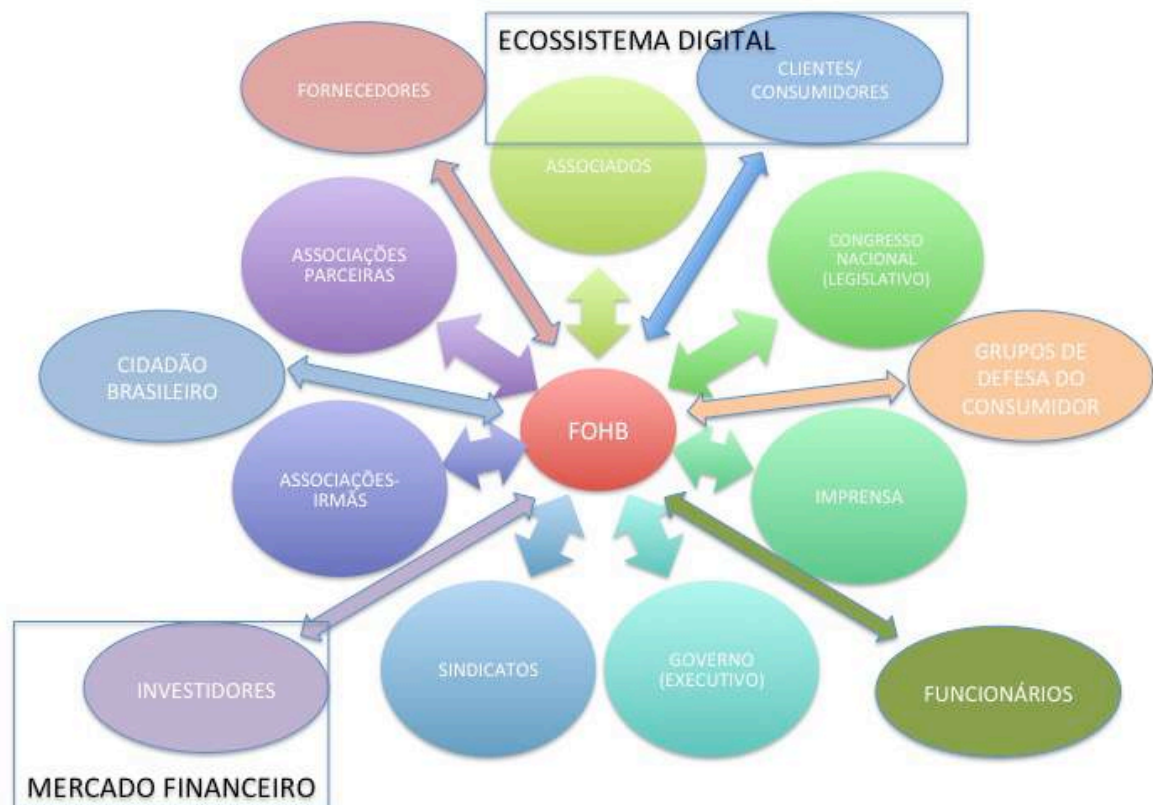 ECOSSISTEMA DIGITAL
FORNECEDORES
CLIENTES/
CONSUMIDORES
ASSOCIADOS
ASSOCIAÇÕES
PARCEIRAS
CONGRESSO
NACIONAL
(LEGISLATIVO)
CIDADÃO
BRASILEIRO
GRUPOS DE
DEFESA DO
CONSUMIDOR
FOHB
ASSOCIAÇÕES-
IRMÃS
IMPRENSA
SINDICATOS
GOVERNO
(EXECUTIVO)
INVESTIDORES
FUNCIONÁRIOS
MERCADO FINANCEIRO